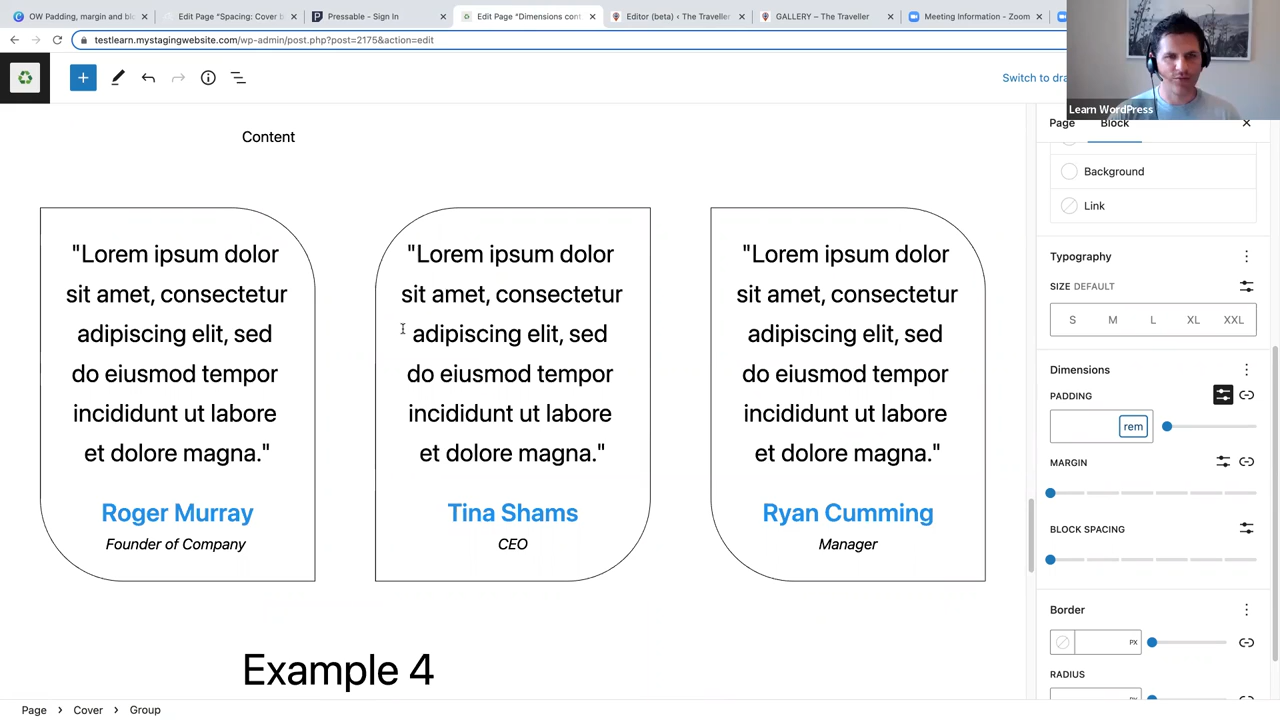 OW Padding, margin and blo
Edit Page "Spacing: Cover b
Pressable - Sign In
Edit Page "Dimensions cont
Editor (beta) ‹ The Traveller
GALLERY – The Traveller
Meeting Information - Zoom
testlearn.mystagingwebsite.com/wp-admin/post.php?post=2175&action=edit
Switch to dra
Learn WordPress
Page
Block
Content
Background
Link
"Lorem ipsum dolor
sit amet, consectetur
adipiscing elit, sed
do eiusmod tempor
incididunt ut labore
et dolore magna."
Roger Murray
Founder of Company
"Lorem ipsum dolor
sit amet, consectetur
adipiscing elit, sed
do eiusmod tempor
incididunt ut labore
et dolore magna."
Tina Shams
CEO
"Lorem ipsum dolor
sit amet, consectetur
adipiscing elit, sed
do eiusmod tempor
incididunt ut labore
et dolore magna."
Ryan Cumming
Manager
Typography
SIZE DEFAULT
S M L XL XXL
Dimensions
PADDING
rem
MARGIN
BLOCK SPACING
Border
PX
RADIUS
Example 4
Page
Cover
Group